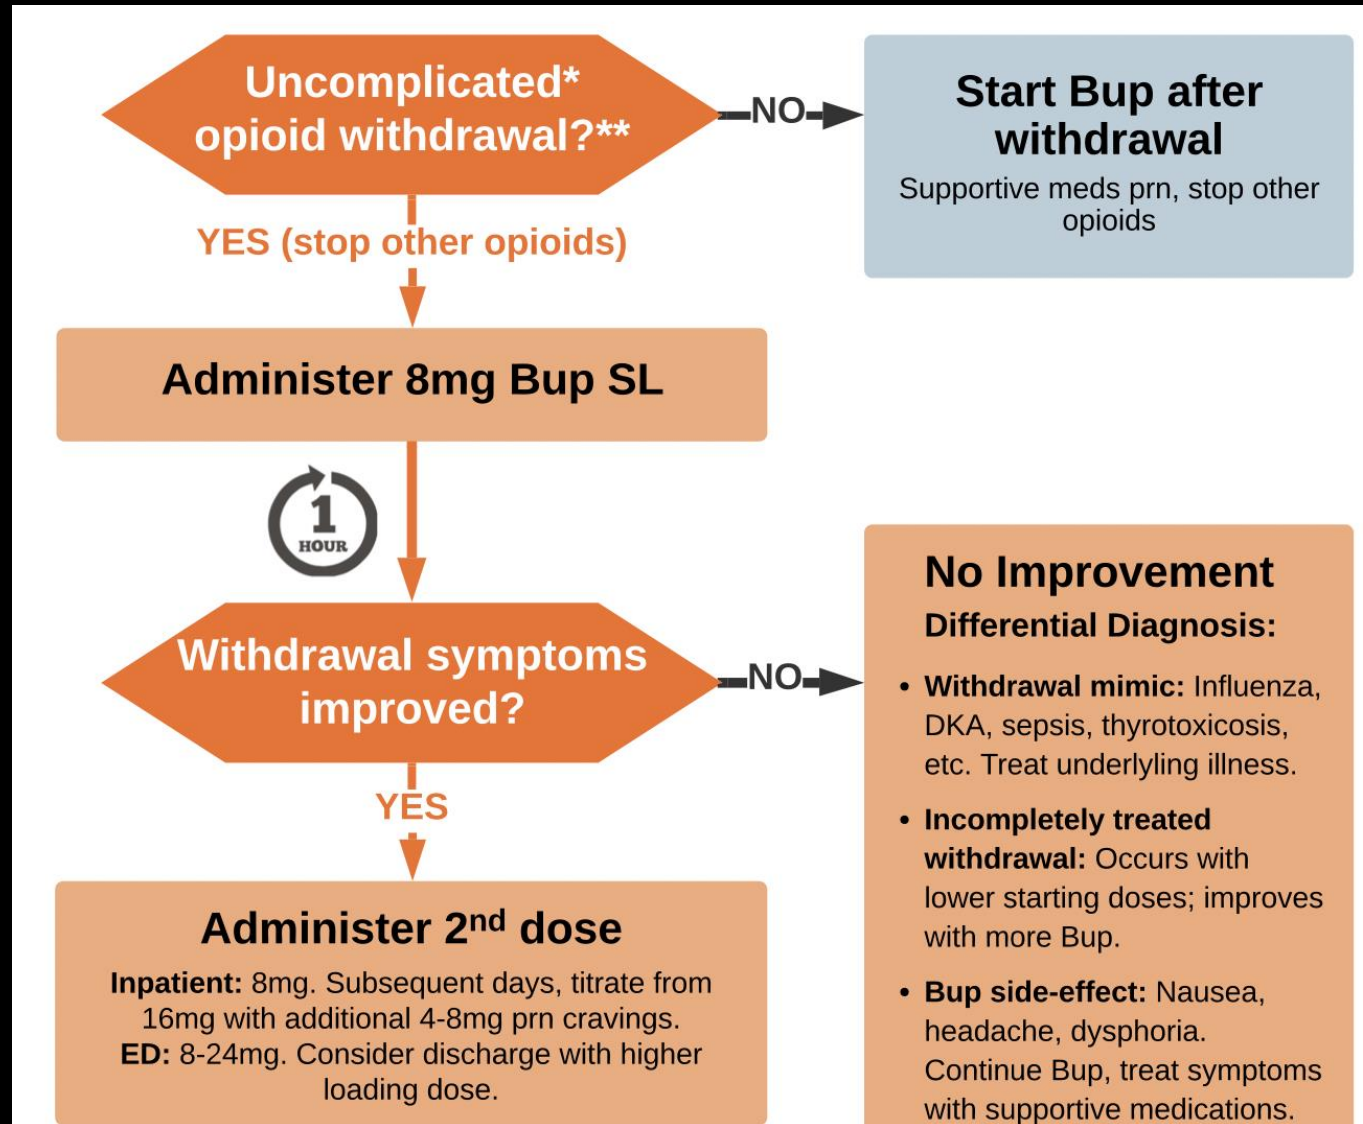 Uncomplicated*
opioid withdrawal?**
NO
Start Bup after
withdrawal
Supportive meds prn, stop other
opioids
YES (stop other opioids)
Administer 8mg Bup SL
1
HOUR
Withdrawal symptoms
improved?
NO
No Improvement
Differential Diagnosis:
• Withdrawal mimic: Influenza,
DKA, sepsis, thyrotoxicosis,
etc. Treat underlyling illness.
• Incompletely treated
withdrawal: Occurs with
lower starting doses; improves
with more Bup.
• Bup side-effect: Nausea,
headache, dysphoria.
Continue Bup, treat symptoms
with supportive medications.
YES
Administer 2nd dose
Inpatient: 8mg. Subsequent days, titrate from
16mg with additional 4-8mg prn cravings.
ED: 8-24mg. Consider discharge with higher
loading dose.